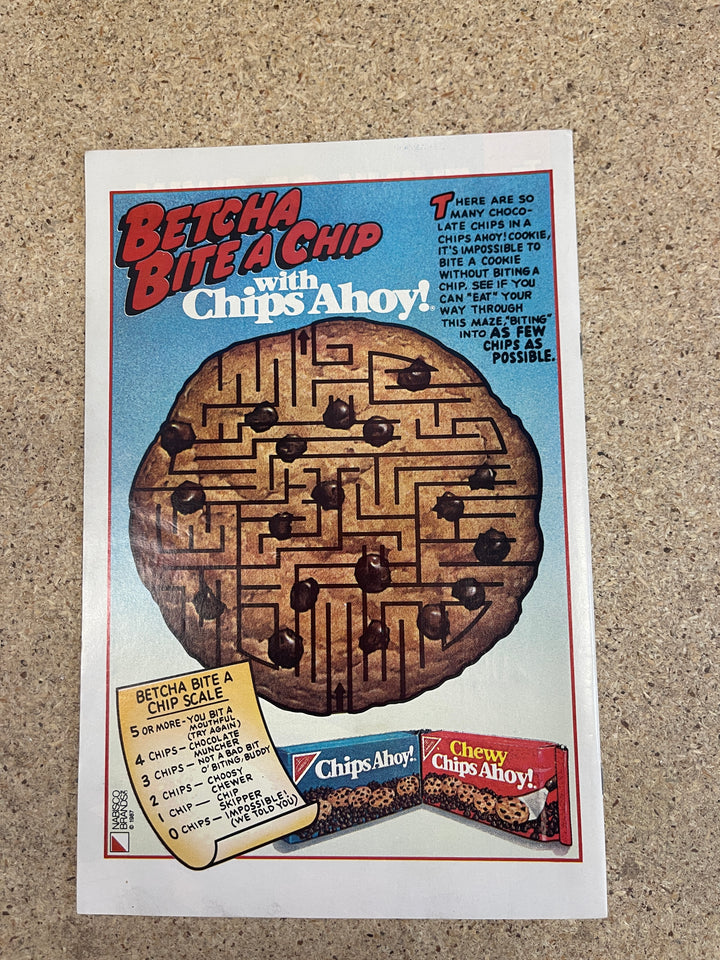 BETCHA
BITE A CHIP
with
Chips Ahoy!®
THERE ARE SO
MANY CHOCO-
LATE CHIPS IN A
CHIPS AHOY! COOKIE,
IT'S IMPOSSIBLE TO
BITE A COOKIE
WITHOUT BITING A
CHIP. SEE IF YOU
CAN "EAT" YOUR
WAY THROUGH
THIS MAZE, "BITING"
INTO AS FEW
CHIPS AS
POSSIBLE.
BETCHA BITE A
CHIP SCALE
5 OR MORE - YOU BIT A
MOUTHFUL
(TRY AGAIN)
4 CHIPS — CHOCOLATE
MUNCHER
3 CHIPS — NOT A BAD BIT
O' BITING, BUDDY
2 CHIPS — CHOOSY
CHEWER
1 CHIP — CHIP
SKIPPER
0 CHIPS — IMPOSSIBLE!
(WE TOLD YOU)
NABISCO
BRANDS
© 1987
NABISCO
Chips Ahoy!
NABISCO
Chewy
Chips Ahoy!